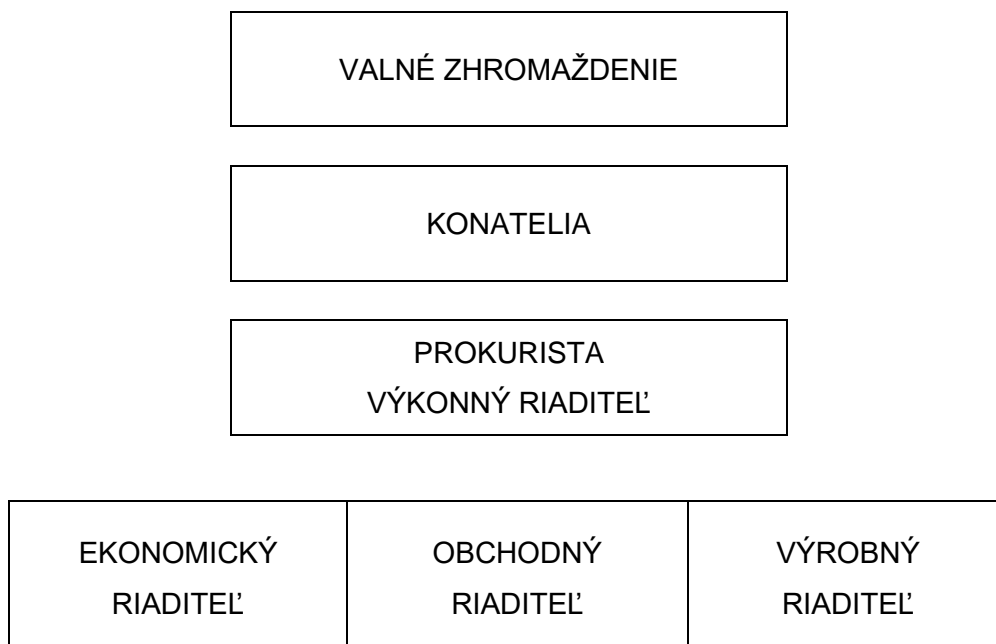 VALNÉ ZHROMAŽDENIE
KONATELIA
PROKURISTA
VÝKONNÝ RIADITEĽ
EKONOMICKÝ
RIADITEĽ
OBCHODNÝ
RIADITEĽ
VÝROBNÝ
RIADITEĽ